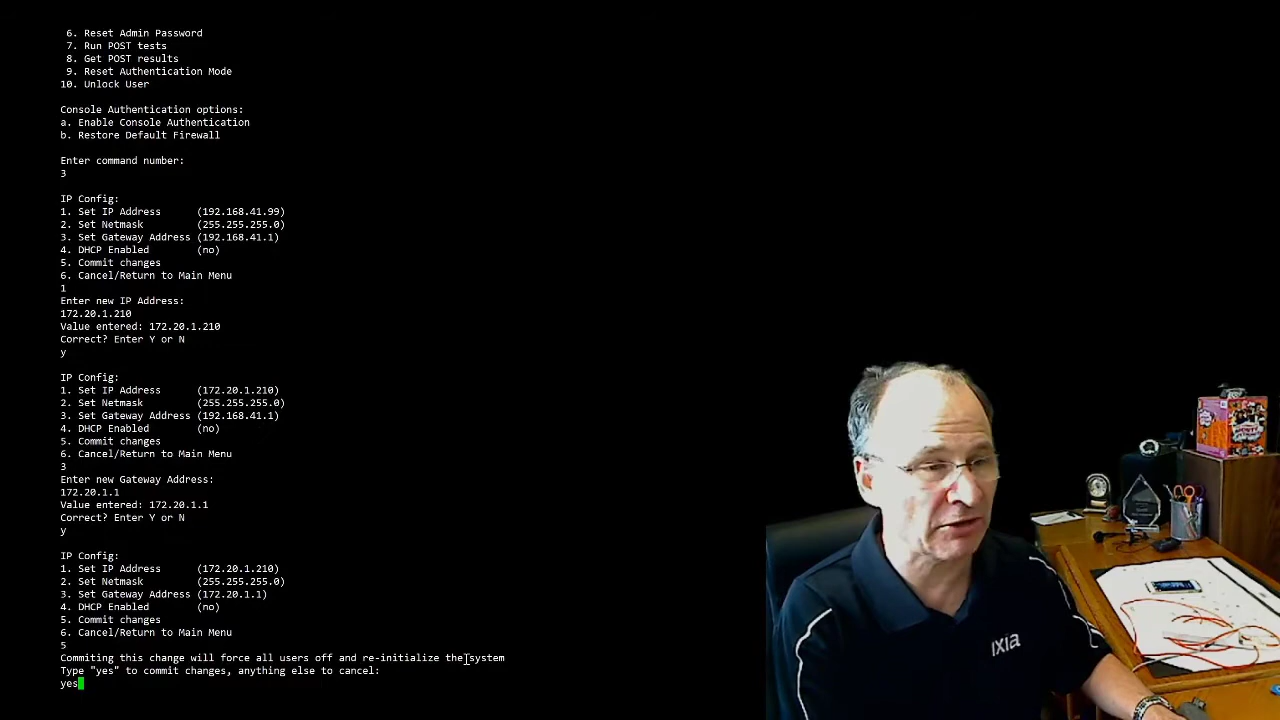 6. Reset Admin Password
7. Run POST tests
8. Get POST results
9. Reset Authentication Mode
10. Unlock User
Console Authentication options:
a. Enable Console Authentication
b. Restore Default Firewall
Enter command number:
3
IP Config:
1. Set IP Address (192.168.41.99)
2. Set Netmask (255.255.255.0)
3. Set Gateway Address (192.168.41.1)
4. DHCP Enabled (no)
5. Commit changes
6. Cancel/Return to Main Menu
1
Enter new IP Address:
172.20.1.210
Value entered: 172.20.1.210
Correct? Enter Y or N
y
IP Config:
1. Set IP Address (172.20.1.210)
2. Set Netmask (255.255.255.0)
3. Set Gateway Address (192.168.41.1)
4. DHCP Enabled (no)
5. Commit changes
6. Cancel/Return to Main Menu
3
Enter new Gateway Address:
172.20.1.1
Value entered: 172.20.1.1
Correct? Enter Y or N
y
IP Config:
1. Set IP Address (172.20.1.210)
2. Set Netmask (255.255.255.0)
3. Set Gateway Address (172.20.1.1)
4. DHCP Enabled (no)
5. Commit changes
6. Cancel/Return to Main Menu
5
Commiting this change will force all users off and re-initialize the system
Type "yes" to commit changes, anything else to cancel:
yes
ixia